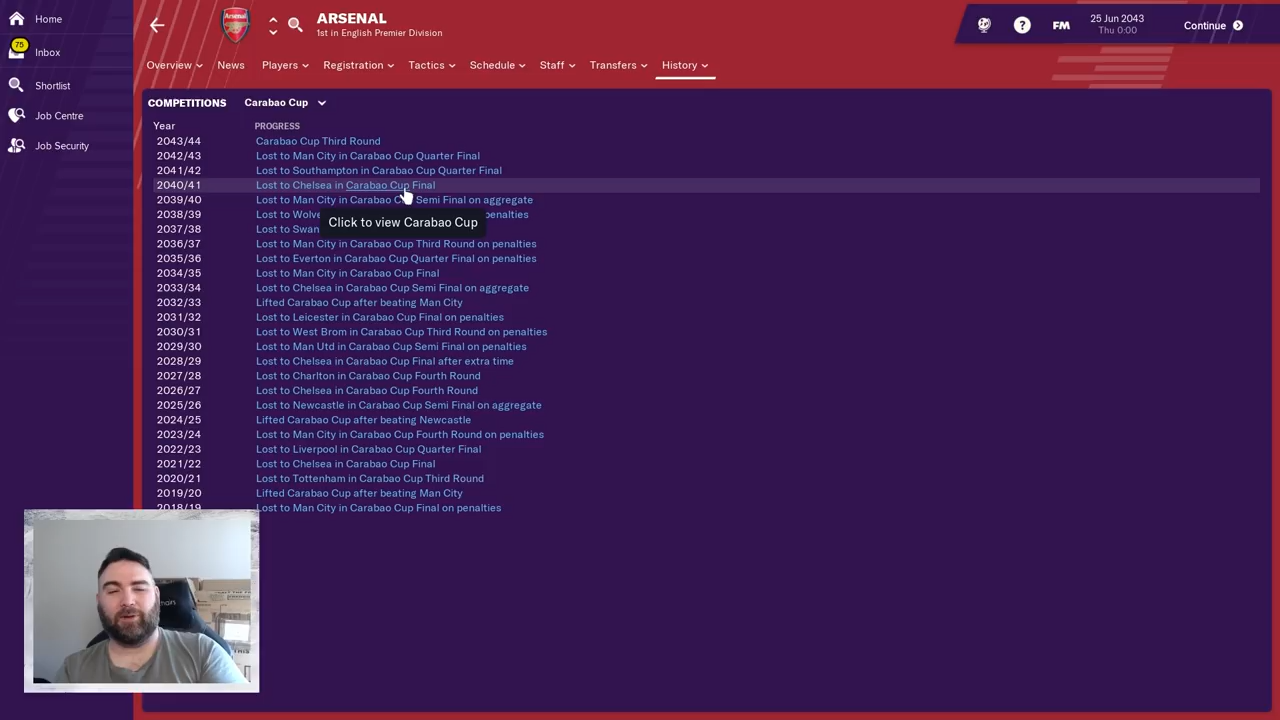 Home
75
Inbox
Shortlist
Job Centre
Job Security
Arsenal
ARSENAL
1st in English Premier Division
FM
25 Jun 2043
Thu 0:00
Continue
Overview
News
Players
Registration
Tactics
Schedule
Staff
Transfers
History
COMPETITIONS Carabao Cup
Year PROGRESS
2043/44 Carabao Cup Third Round
2042/43 Lost to Man City in Carabao Cup Quarter Final
2041/42 Lost to Southampton in Carabao Cup Quarter Final
2040/41 Lost to Chelsea in Carabao Cup Final
2039/40 Lost to Man City in Carabao Semi Final on aggregate
2038/39 Lost to Wolve penalties
Click to view Carabao Cup
2037/38 Lost to Swan
2036/37 Lost to Man City in Carabao Cup Third Round on penalties
2035/36 Lost to Everton in Carabao Cup Quarter Final on penalties
2034/35 Lost to Man City in Carabao Cup Final
2033/34 Lost to Chelsea in Carabao Cup Semi Final on aggregate
2032/33 Lifted Carabao Cup after beating Man City
2031/32 Lost to Leicester in Carabao Cup Final on penalties
2030/31 Lost to West Brom in Carabao Cup Third Round on penalties
2029/30 Lost to Man Utd in Carabao Cup Semi Final on penalties
2028/29 Lost to Chelsea in Carabao Cup Final after extra time
2027/28 Lost to Charlton in Carabao Cup Fourth Round
2026/27 Lost to Chelsea in Carabao Cup Fourth Round
2025/26 Lost to Newcastle in Carabao Cup Semi Final on aggregate
2024/25 Lifted Carabao Cup after beating Newcastle
2023/24 Lost to Man City in Carabao Cup Fourth Round on penalties
2022/23 Lost to Liverpool in Carabao Cup Quarter Final
2021/22 Lost to Chelsea in Carabao Cup Final
2020/21 Lost to Tottenham in Carabao Cup Third Round
2019/20 Lifted Carabao Cup after beating Man City
2018/19 Lost to Man City in Carabao Cup Final on penalties